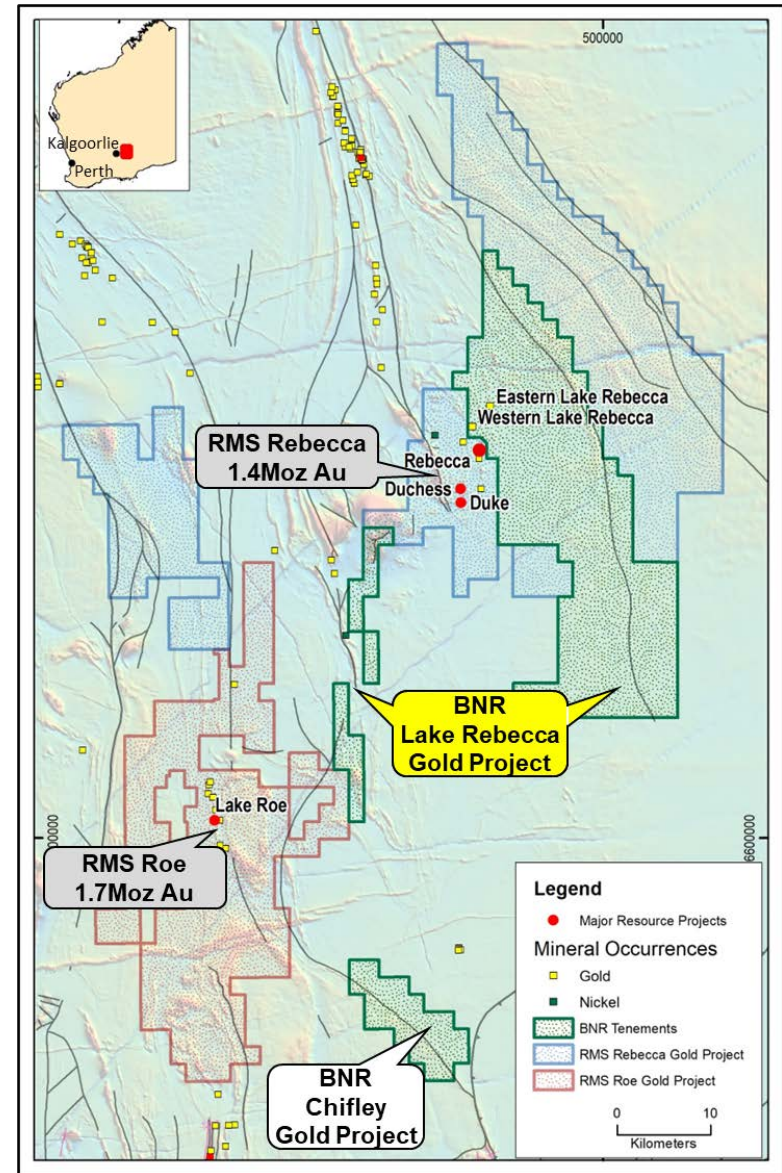 500000
Kalgoorlie
Perth
Eastern Lake Rebecca
Western Lake Rebecca
RMS Rebecca
1.4Moz Au
Rebecca
Duchess
Duke
BNR
Lake Rebecca
Gold Project
Lake Roe
6600000
RMS Roe
1.7Moz Au
BNR
Chifley
Gold Project
Legend
Major Resource Projects
Mineral Occurrences
Gold
Nickel
BNR Tenements
RMS Rebecca Gold Project
RMS Roe Gold Project
0 10
Kilometers